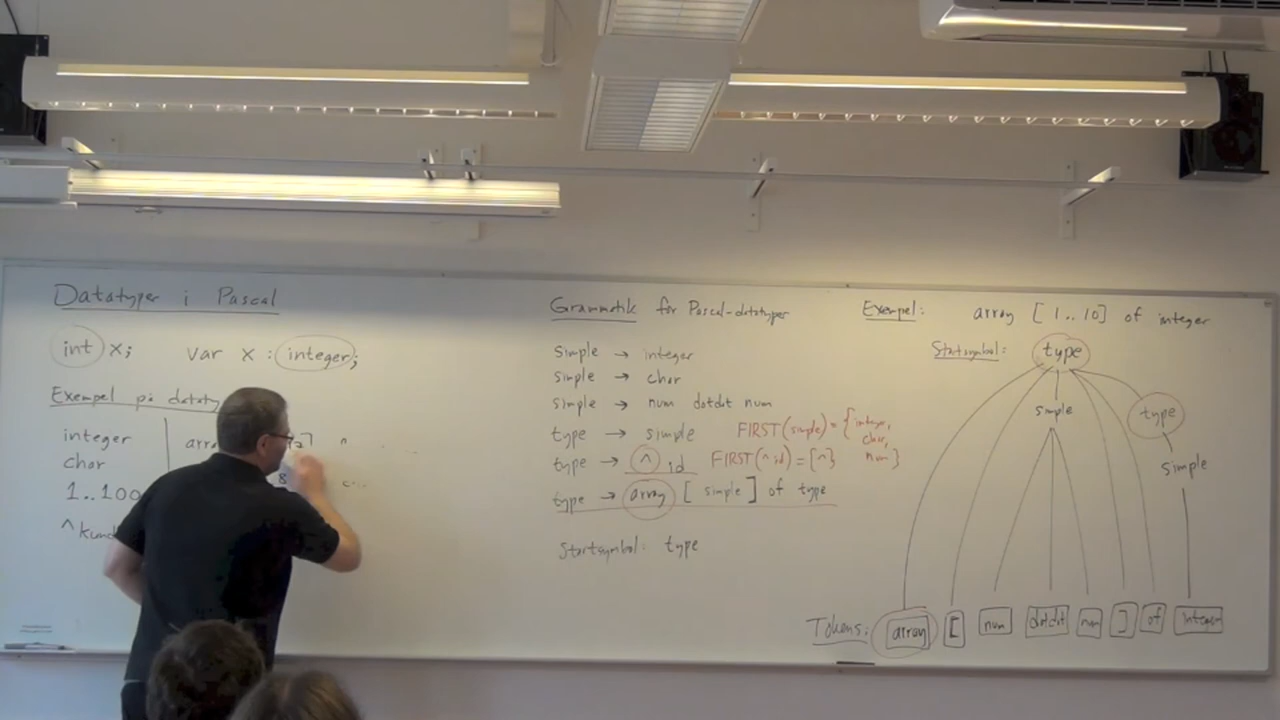 Datatyper i Pascal
int x; var x : integer;
Exempel på dataty
integer
char
1..100
^kund
Grammatik för Pascal-datatyper
simple → integer
simple → char
simple → num dotdot num
type → simple FIRST(simple) = {integer,
char,
num}
type → ^ id FIRST(^ id) = {^}
type → array [ simple ] of type
Startsymbol: type
Exempel: array [ 1..10] of integer
Startsymbol: type
simple type
simple
Tokens: array [ num dotdot num ] of integer